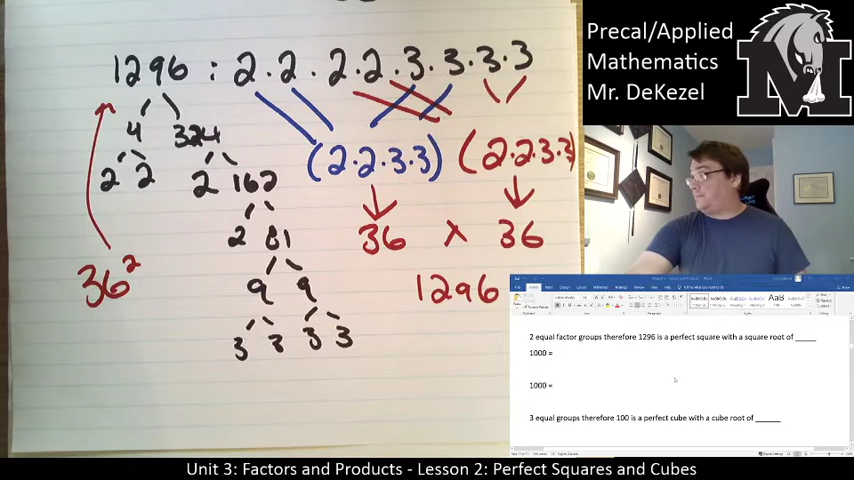 Precal/Applied
Mathematics
Mr. DeKezel
M
1296 : 2·2·2·2·3·3·3·3
4 324
2 2 2 162
(2·2·3·3) (2·2·3·3)
2 81
36 x 36
9 9
36²
1296
3 3 3 3
2 equal factor groups therefore 1296 is a perfect square with a square root of _____
1000 =
1000 =
3 equal groups therefore 100 is a perfect cube with a cube root of ______
Unit 3: Factors and Products - Lesson 2: Perfect Squares and Cubes